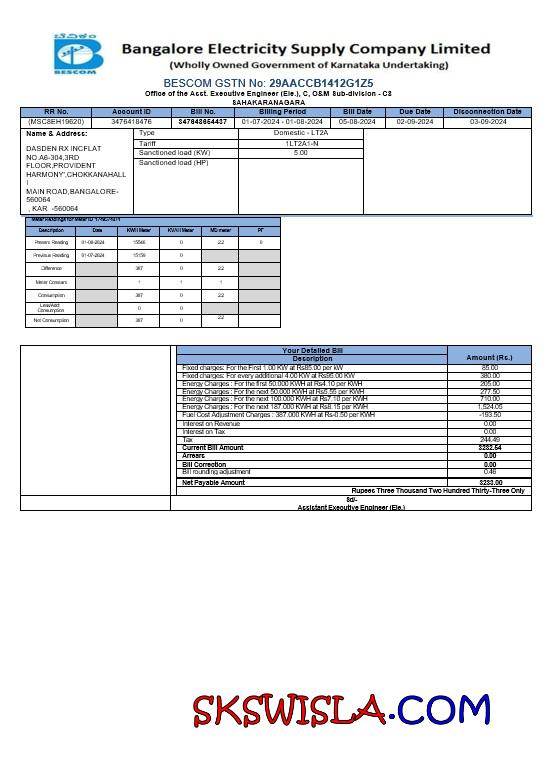 ಬೆವಿಕಂ
BESCOM
Bangalore Electricity Supply Company Limited
(Wholly Owned Government of Karnataka Undertaking)
BESCOM GSTN No: 29AACCB1412G1Z5
Office of the Asst. Executive Engineer (Ele.), C, O&M Sub-division - C8
SAHAKARANAGARA
RR No. Account ID Bill No. Billing Period Bill Date Due Date Disconnection Date
(MSC8EH19620) 3476418476 01-07-2024 - 01-08-2024 05-08-2024 02-09-2024 03-09-2024
Name & Address:
DASDEN RX INCFLAT
NO.A6-304,3RD
FLOOR,PROVIDENT
HARMONY",CHOKKANAHALL
I
MAIN ROAD,BANGALORE-
560064
, KAR -560064
Type Domestic - LT2A
Tariff 1LT2A1-N
Sanctioned load (KW) 5.00
Sanctioned load (HP)
Meter Readings for Meter ID
Description Date KWH Meter KVAH Meter MD meter PF
Present Reading 01-08-2024 15546 0 2.2 0
Previous Reading 01-07-2024 15159 0
Difference 387 0 2.2
Meter Constant 1 1 1
Consumption 387 0 2.2
Less/Add
Consumption
Net Consumption 387 0 2.2
Your Detailed Bill
Description Amount (Rs.)
Fixed charges: For the First 1.00 KW at Rs85.00 per kW 85.00
Fixed charges: For every additional 4.00 KW at Rs95.00 KW 380.00
Energy Charges : For the first 50.000 KWH at Rs4.10 per KWH 205.00
Energy Charges : For the next 50.000 KWH at Rs5.55 per KWH 277.50
Energy Charges : For the next 100.000 KWH at Rs7.10 per KWH 710.00
Energy Charges : For the next 187.000 KWH at Rs8.15 per KWH 1,524.05
Fuel Cost Adjustment Charges : 387.000 KWH at Rs-0.50 per KWH -193.50
Interest on Revenue 0.00
Interest on Tax 0.00
Tax 244.49
Current Bill Amount 3232.54
Arrears 0.00
Bill Correction 0.00
Bill rounding adjustment 0.46
Net Payable Amount 3233.00
Rupees Three Thousand Two Hundred Thirty-Three Only
Sd/-
Assistant Executive Engineer (Ele.)
SKSWISLA.COM